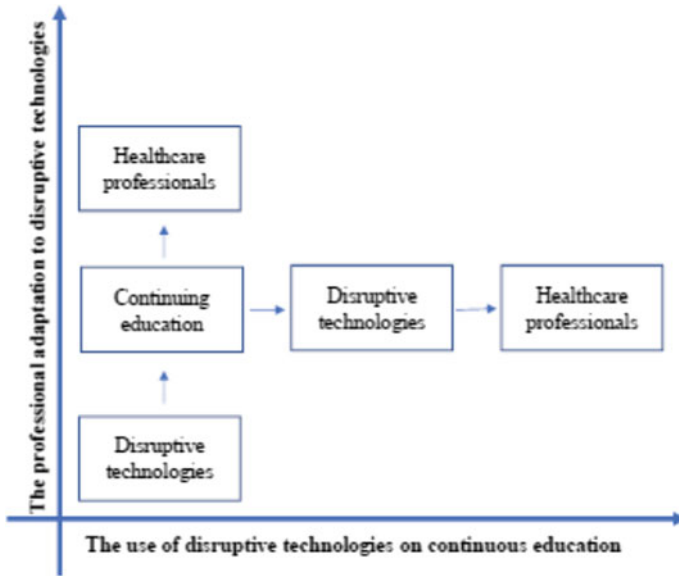 The professional adaptation to disruptive technologies
Healthcare
professionals
Continuing
education
Disruptive
technologies
Healthcare
professionals
Disruptive
technologies
The use of disruptive technologies on continuous education